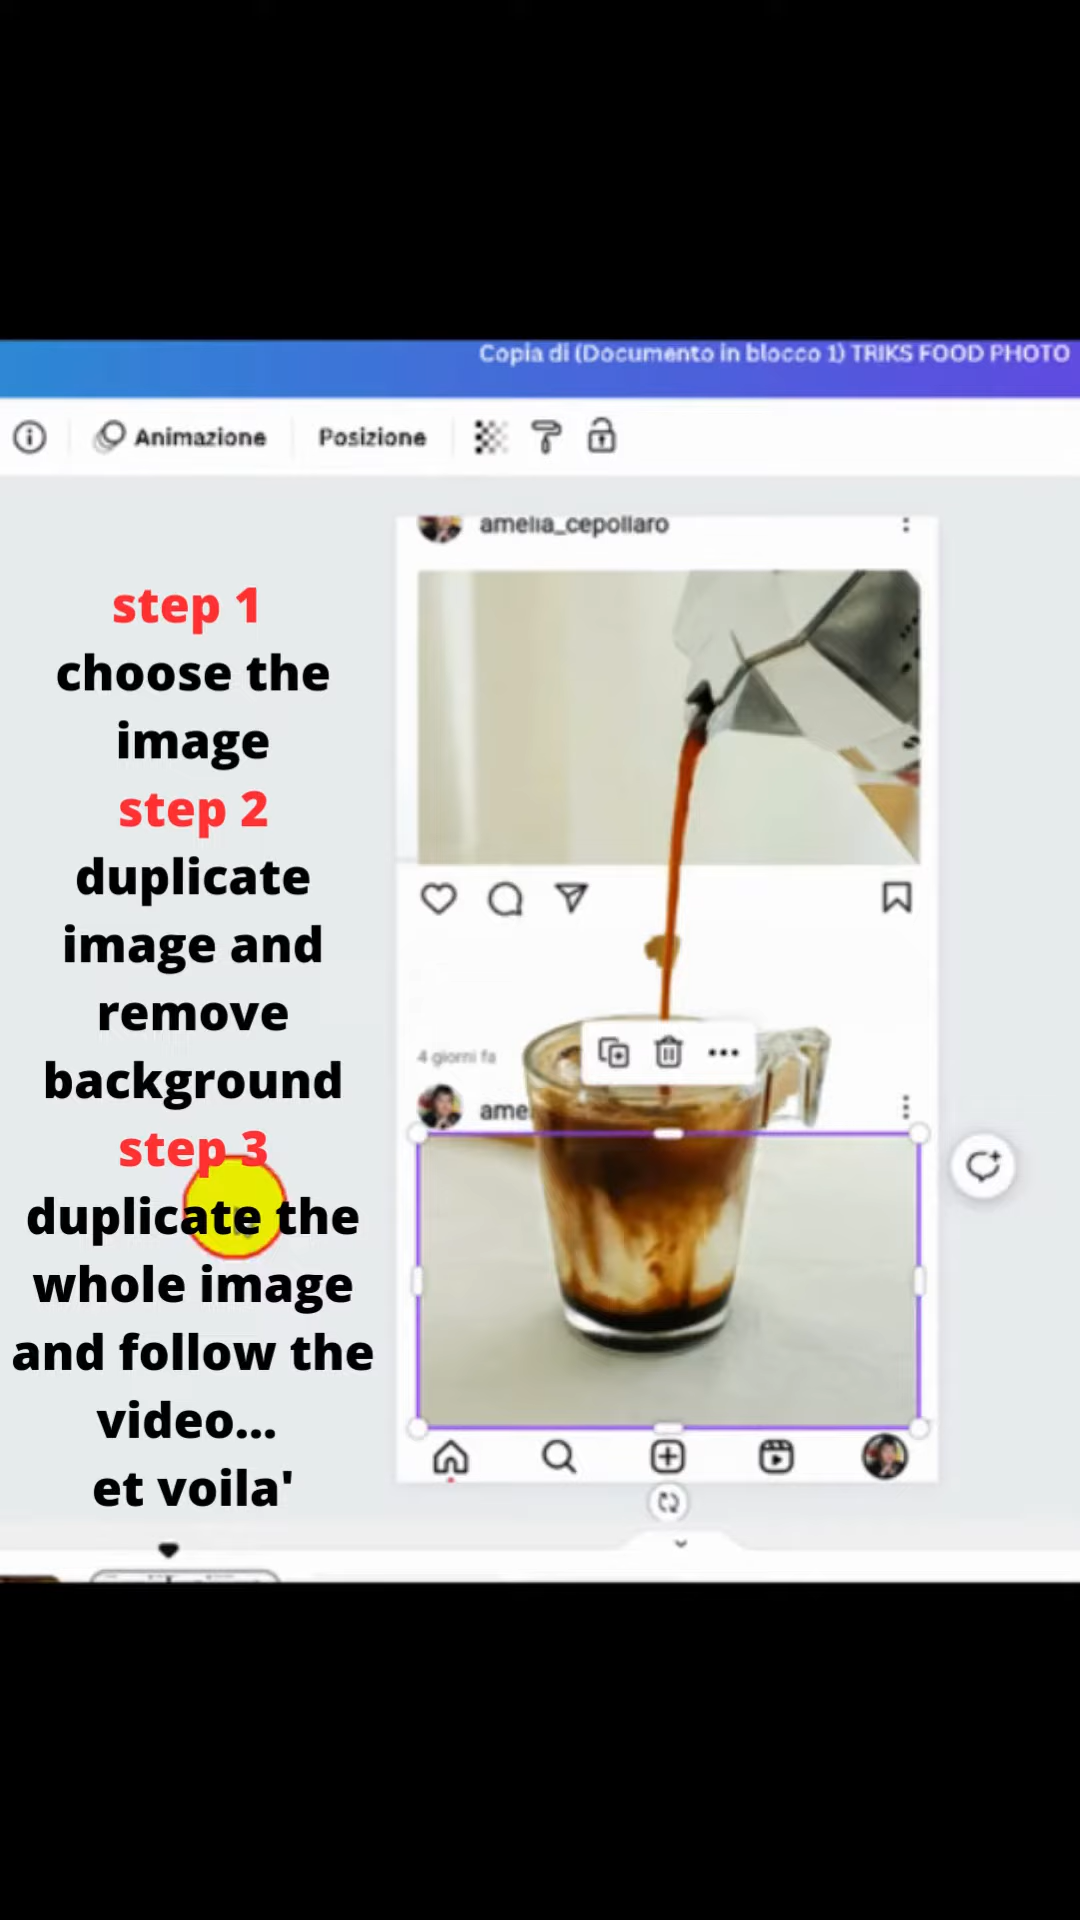 Copia di (Documento in blocco 1) TRIKS FOOD PHOTO
Animazione
Posizione
amelia_cepollaro
step 1
choose the
image
step 2
duplicate
image and
remove
background
step 3
duplicate the
whole image
and follow the
video...
et voila'
4 giorni fa
ame